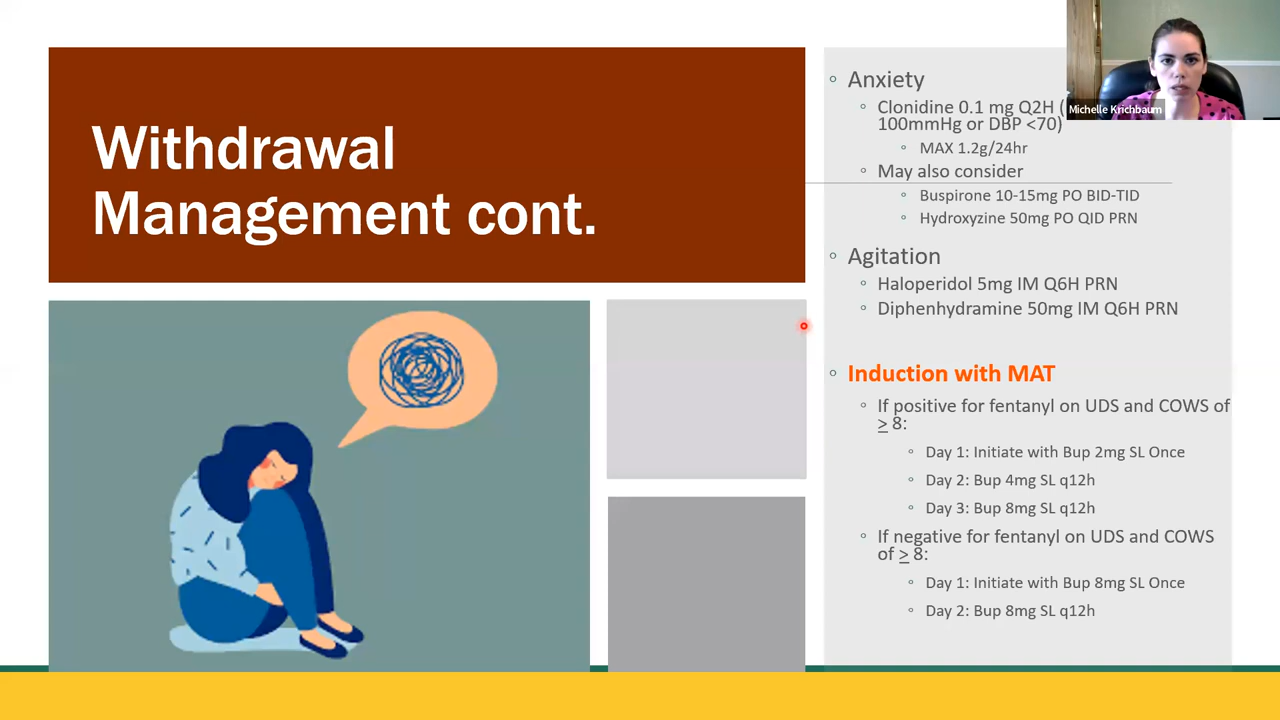 Withdrawal
Management cont.
Anxiety
Clonidine 0.1 mg Q2H (
100mmHg or DBP <70)
MAX 1.2g/24hr
May also consider
Buspirone 10-15mg PO BID-TID
Hydroxyzine 50mg PO QID PRN
Agitation
Haloperidol 5mg IM Q6H PRN
Diphenhydramine 50mg IM Q6H PRN
Induction with MAT
If positive for fentanyl on UDS and COWS of
≥ 8:
Day 1: Initiate with Bup 2mg SL Once
Day 2: Bup 4mg SL q12h
Day 3: Bup 8mg SL q12h
If negative for fentanyl on UDS and COWS
of ≥ 8:
Day 1: Initiate with Bup 8mg SL Once
Day 2: Bup 8mg SL q12h
Michelle Krichbaum